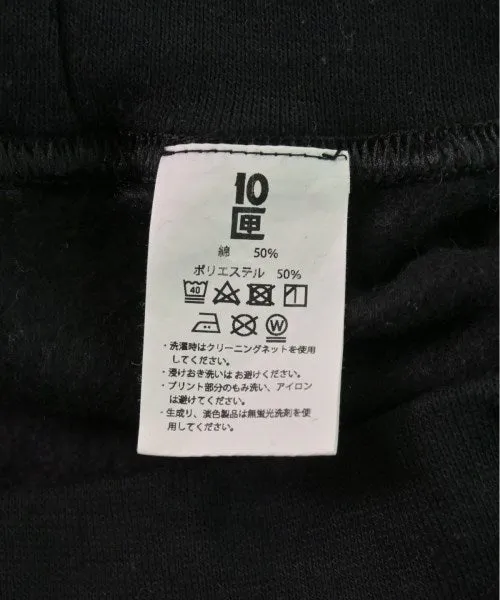 10
匣
綿 50%
ポリエステル 50%
40
W
・洗濯時はクリーニングネットを使用
してください。
・浸けおき洗いは お避けください。
・プリント部分のもみ洗い、アイロン
は避けてください。
・生成り、淡色製品は無蛍光洗剤を使
用してください。